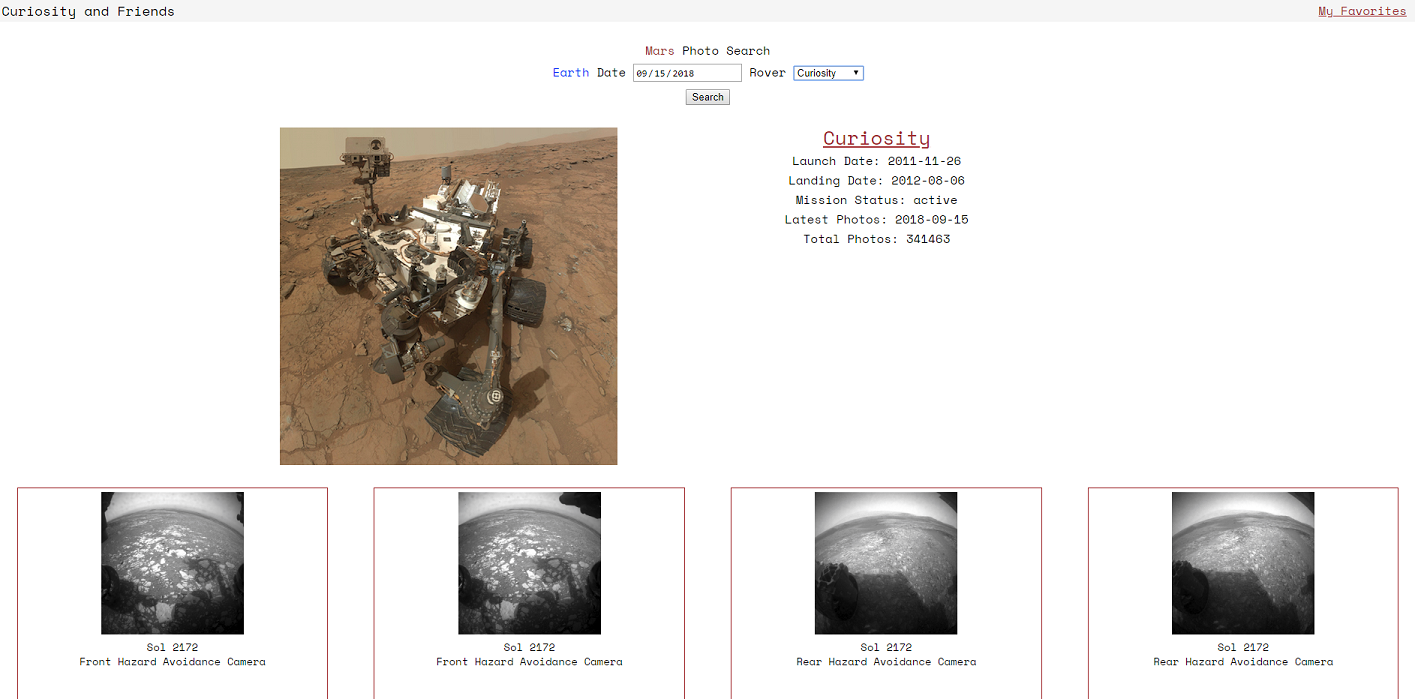 Curiosity and Friends
My Favorites
Mars Photo Search
Earth Date 09/15/2018 Rover Curiosity
Search
Curiosity
Launch Date: 2011-11-26
Landing Date: 2012-08-06
Mission Status: active
Latest Photos: 2018-09-15
Total Photos: 341463
Sol 2172
Front Hazard Avoidance Camera
Sol 2172
Front Hazard Avoidance Camera
Sol 2172
Rear Hazard Avoidance Camera
Sol 2172
Rear Hazard Avoidance Camera